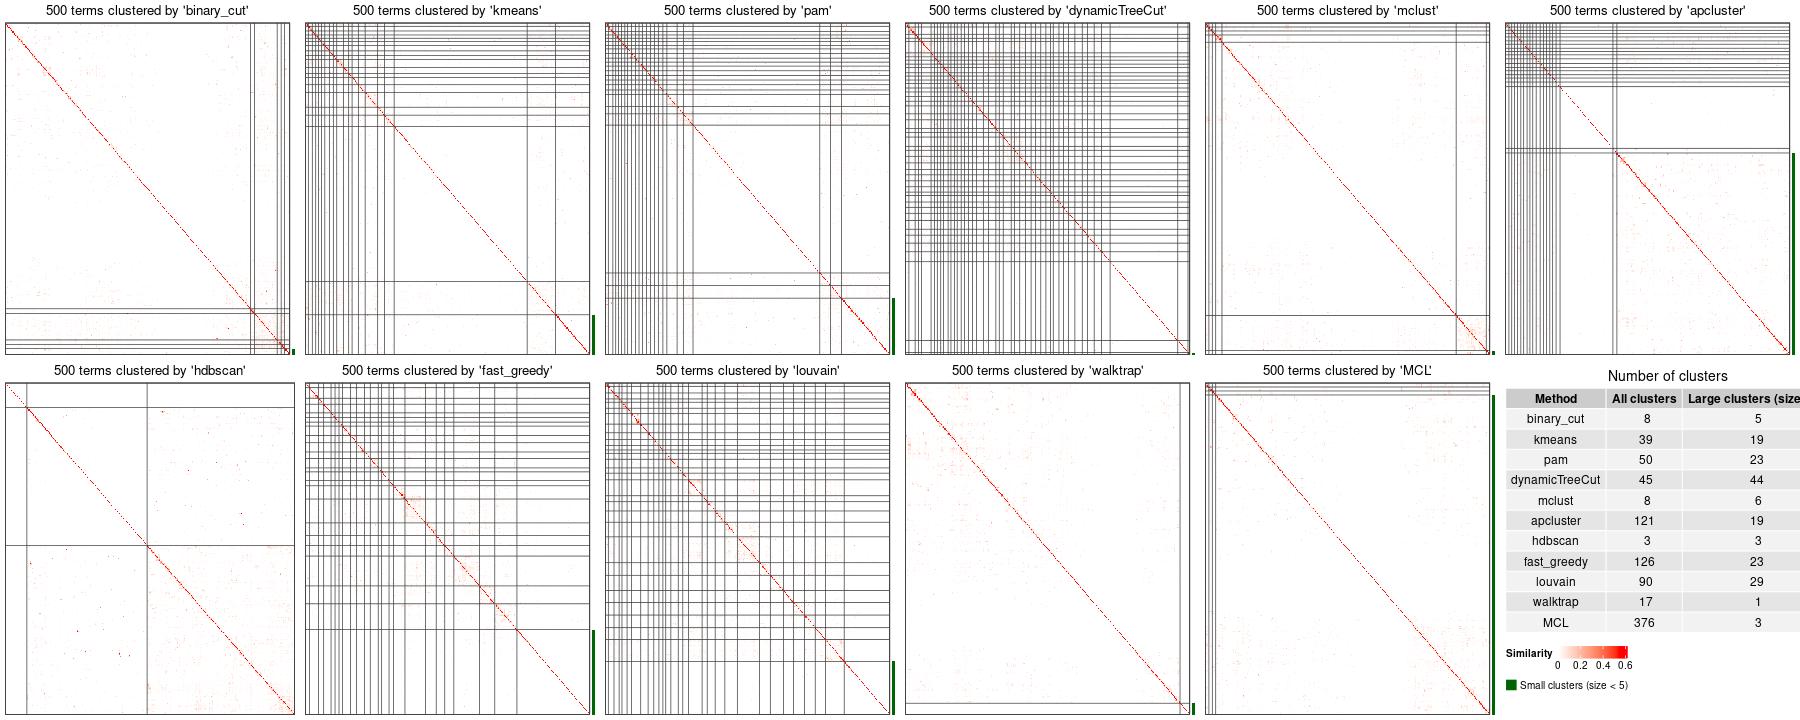 500 terms clustered by 'binary_cut'
500 terms clustered by 'kmeans'
500 terms clustered by 'pam'
500 terms clustered by 'dynamicTreeCut'
500 terms clustered by 'mclust'
500 terms clustered by 'apcluster'
500 terms clustered by 'hdbscan'
500 terms clustered by 'fast_greedy'
500 terms clustered by 'louvain'
500 terms clustered by 'walktrap'
500 terms clustered by 'MCL'
Number of clusters
Method All clusters Large clusters (size
binary_cut 8 5
kmeans 39 19
pam 50 23
dynamicTreeCut 45 44
mclust 8 6
apcluster 121 19
hdbscan 3 3
fast_greedy 126 23
louvain 90 29
walktrap 17 1
MCL 376 3
Similarity
0 0.2 0.4 0.6
Small clusters (size < 5)